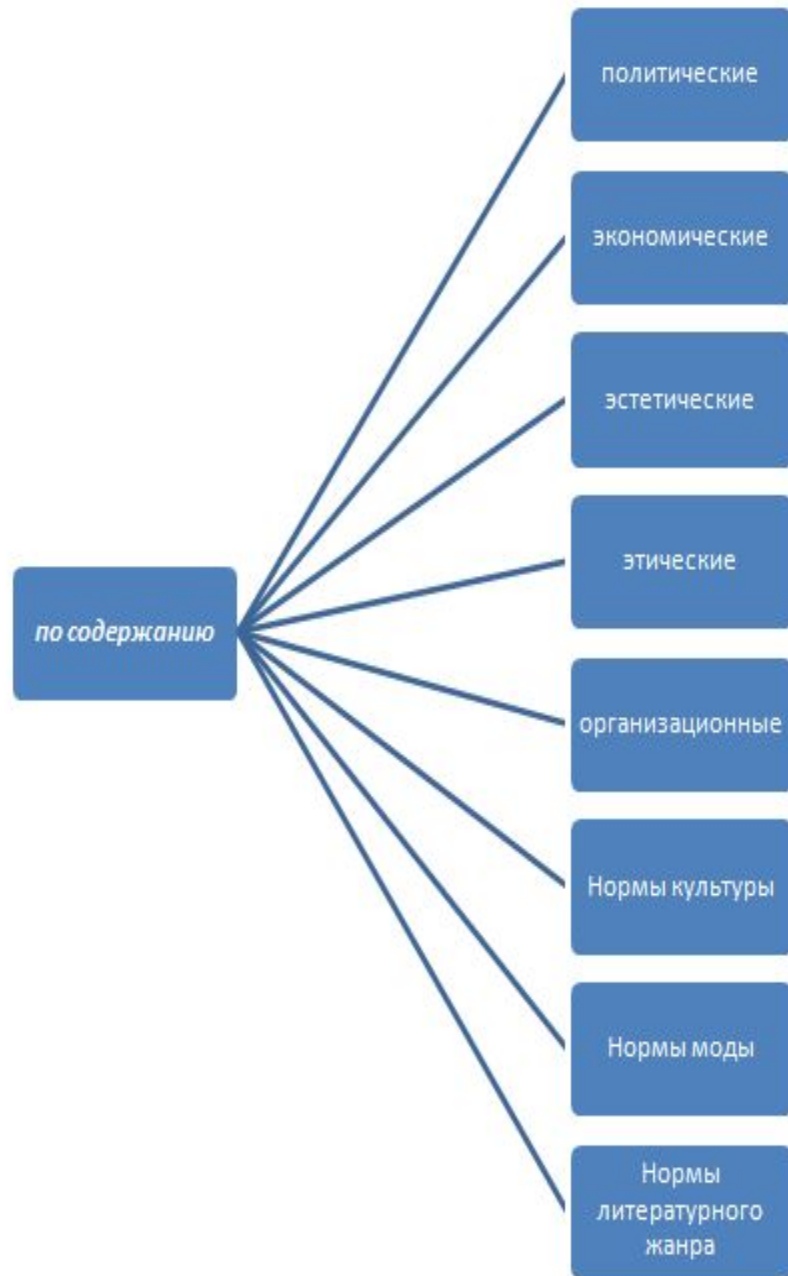 по содержанию
политические
экономические
эстетические
этические
организационные
Нормы культуры
Нормы моды
Нормы
литературного
жанра